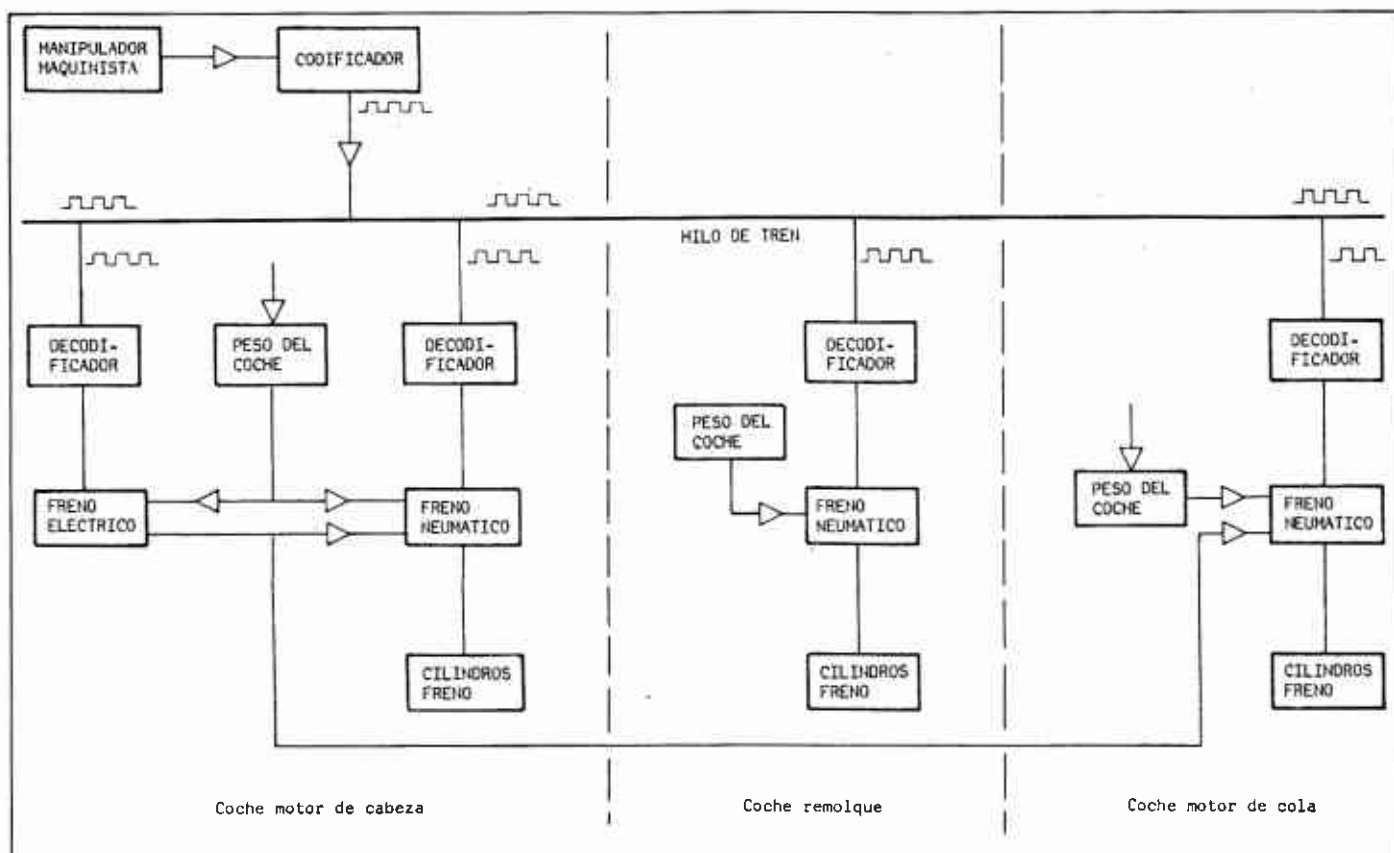 MANIPULADOR
MAQUINISTA
CODIFICADOR
HILO DE TREN
DECODI-
FICADOR
PESO DEL
COCHE
DECODI-
FICADOR
DECODI-
FICADOR
DECODI-
FICADOR
PESO DEL
COCHE
PESO DEL
COCHE
FRENO
ELECTRICO
FRENO
NEUMATICO
FRENO
NEUMATICO
FRENO
NEUMATICO
CILINDROS
FRENO
CILINDROS
FRENO
CILINDROS
FRENO
Coche motor de cabeza
Coche remolque
Coche motor de cola